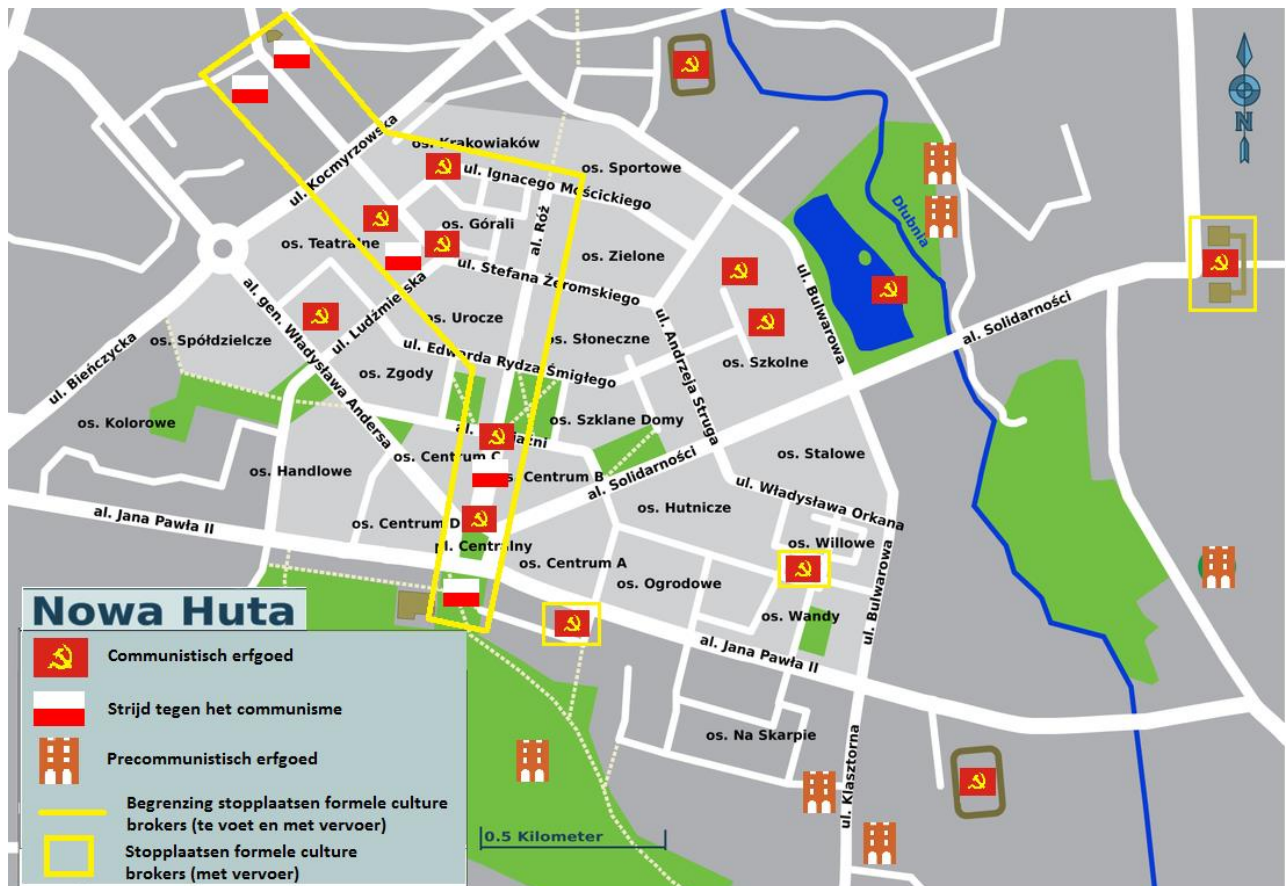 os. Krakowiaków
ul. Ignacego Mościckiego
os. Sportowe
ul. Kocmyrzowska
os. Górali
al. Róż
os. Teatralne
os. Zielone
Dłubnia
N
ul. Stefana Żeromskiego
ul. Ludźmierska
al. gen. Władysława Andersa
os. Spółdzielcze
os. Urocze
os. Słoneczne
ul. Bulwarowa
al. Solidarności
ul. Bieńczycka
os. Zgody
ul. Edworda Rydza Śmigłego
ul. Andrzeja Struga
os. Szkolne
os. Kolorowe
al.
jaźni
os. Szklane Domy
os. Handlowe
os. Centrum C
s. Centrum B
al. Solidarności
os. Stalowe
al. Jana Pawła II
os. Centrum D
os. Hutnicze
ul. Władysława Orkana
pl. Centralny
os. Willowe
os. Centrum A
os. Ogrodowe
ul. Bulwarowa
os. Wandy
al. Jana Pawła II
os. Na Skarpie
ul. Klasztorna
0.5 Kilometer
Nowa Huta
Communistisch erfgoed
Strijd tegen het communisme
Precommunistisch erfgoed
Begrenzing stopplaatsen formele culture
brokers (te voet en met vervoer)
Stopplaatsen formele culture
brokers (met vervoer)